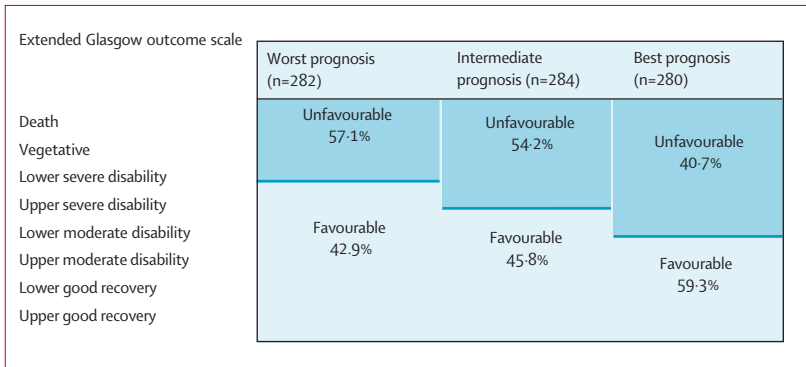 Extended Glasgow outcome scale
Worst prognosis
(n=282)
Intermediate
prognosis (n=284)
Best prognosis
(n=280)
Death
Vegetative
Lower severe disability
Upper severe disability
Lower moderate disability
Upper moderate disability
Lower good recovery
Upper good recovery
Unfavourable
57·1%
Favourable
42.9%
Unfavourable
54·2%
Favourable
45·8%
Unfavourable
40·7%
Favourable
59·3%